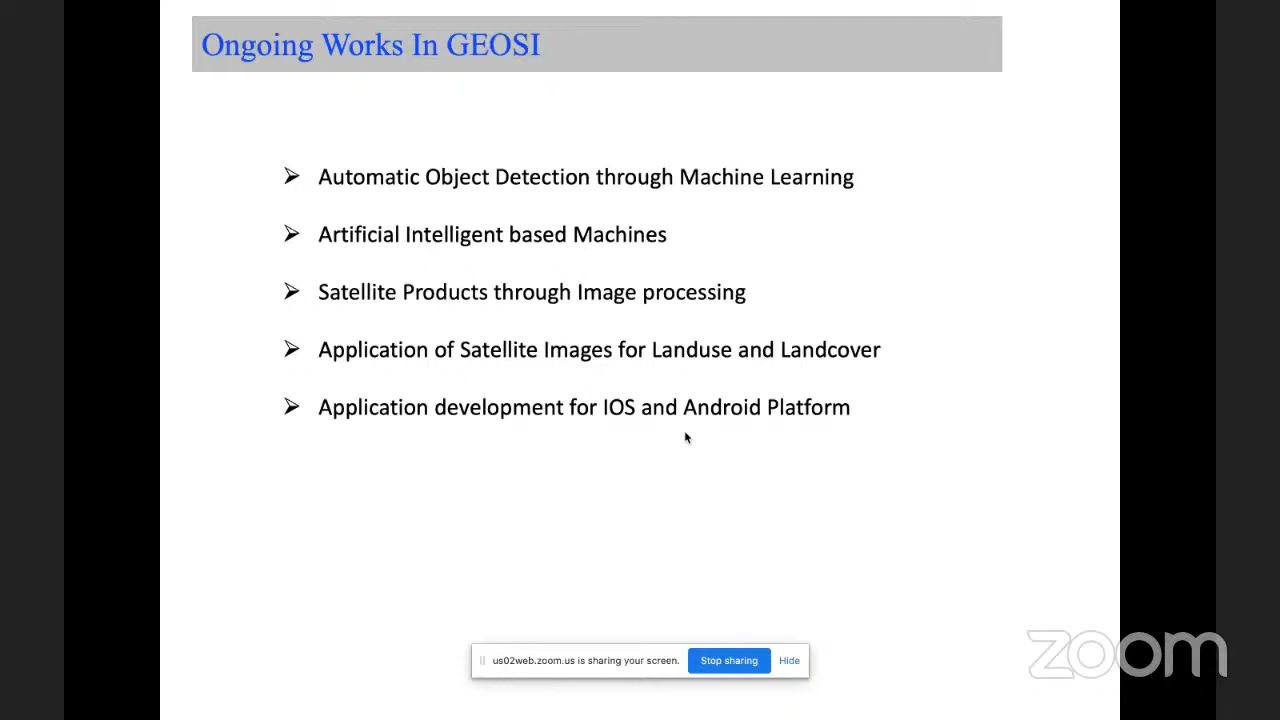 Ongoing Works In GEOSI
Automatic Object Detection through Machine Learning
Artificial Intelligent based Machines
Satellite Products through Image processing
Application of Satellite Images for Landuse and Landcover
Application development for IOS and Android Platform
us02web.zoom.us is sharing your screen. Stop sharing Hide
zoom